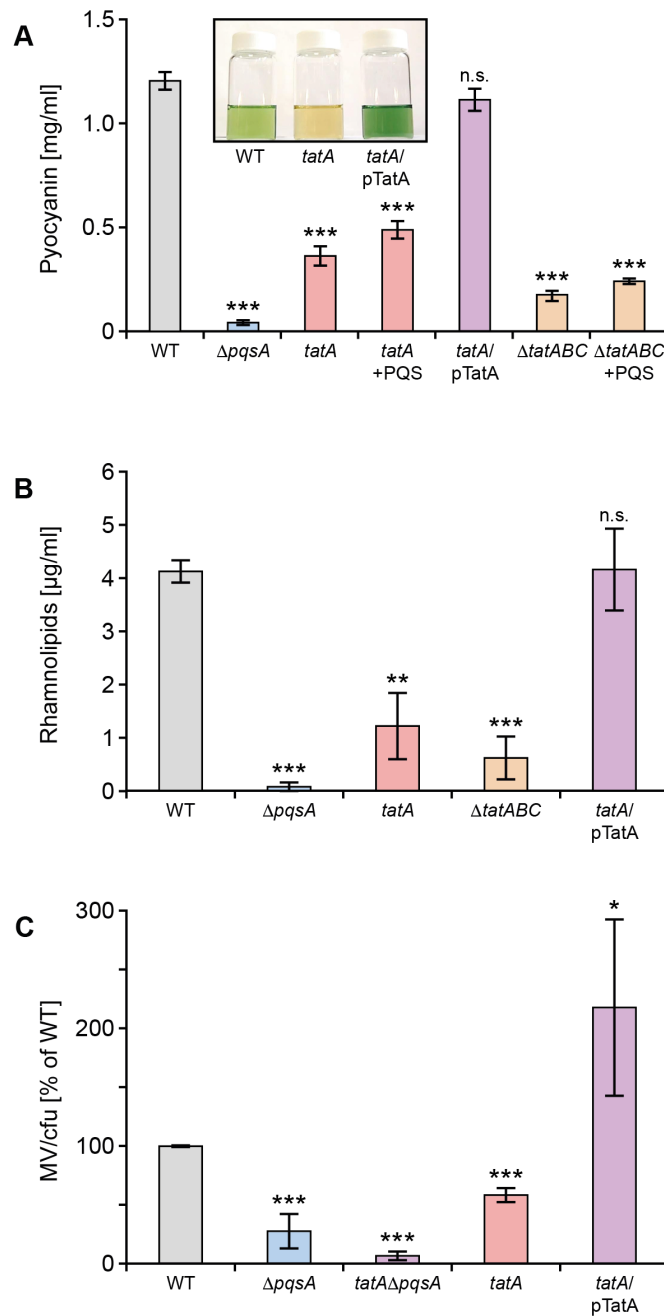 A
Pyocyanin [mg/ml]
1.5
1.0
0.5
0
WT
tatA
tatA/
pTatA
***
***
***
n.s.
***
***
WT
ΔpqsA
tatA
tatA
+PQS
tatA/
pTatA
ΔtatABC
ΔtatABC
+PQS
B
Rhamnolipids [µg/ml]
6
5
4
3
2
1
0
***
**
***
n.s.
WT
ΔpqsA
tatA
ΔtatABC
tatA/
pTatA
C
MV/cfu [% of WT]
300
200
100
0
***
***
***
*
WT
ΔpqsA
tatAΔpqsA
tatA
tatA/
pTatA